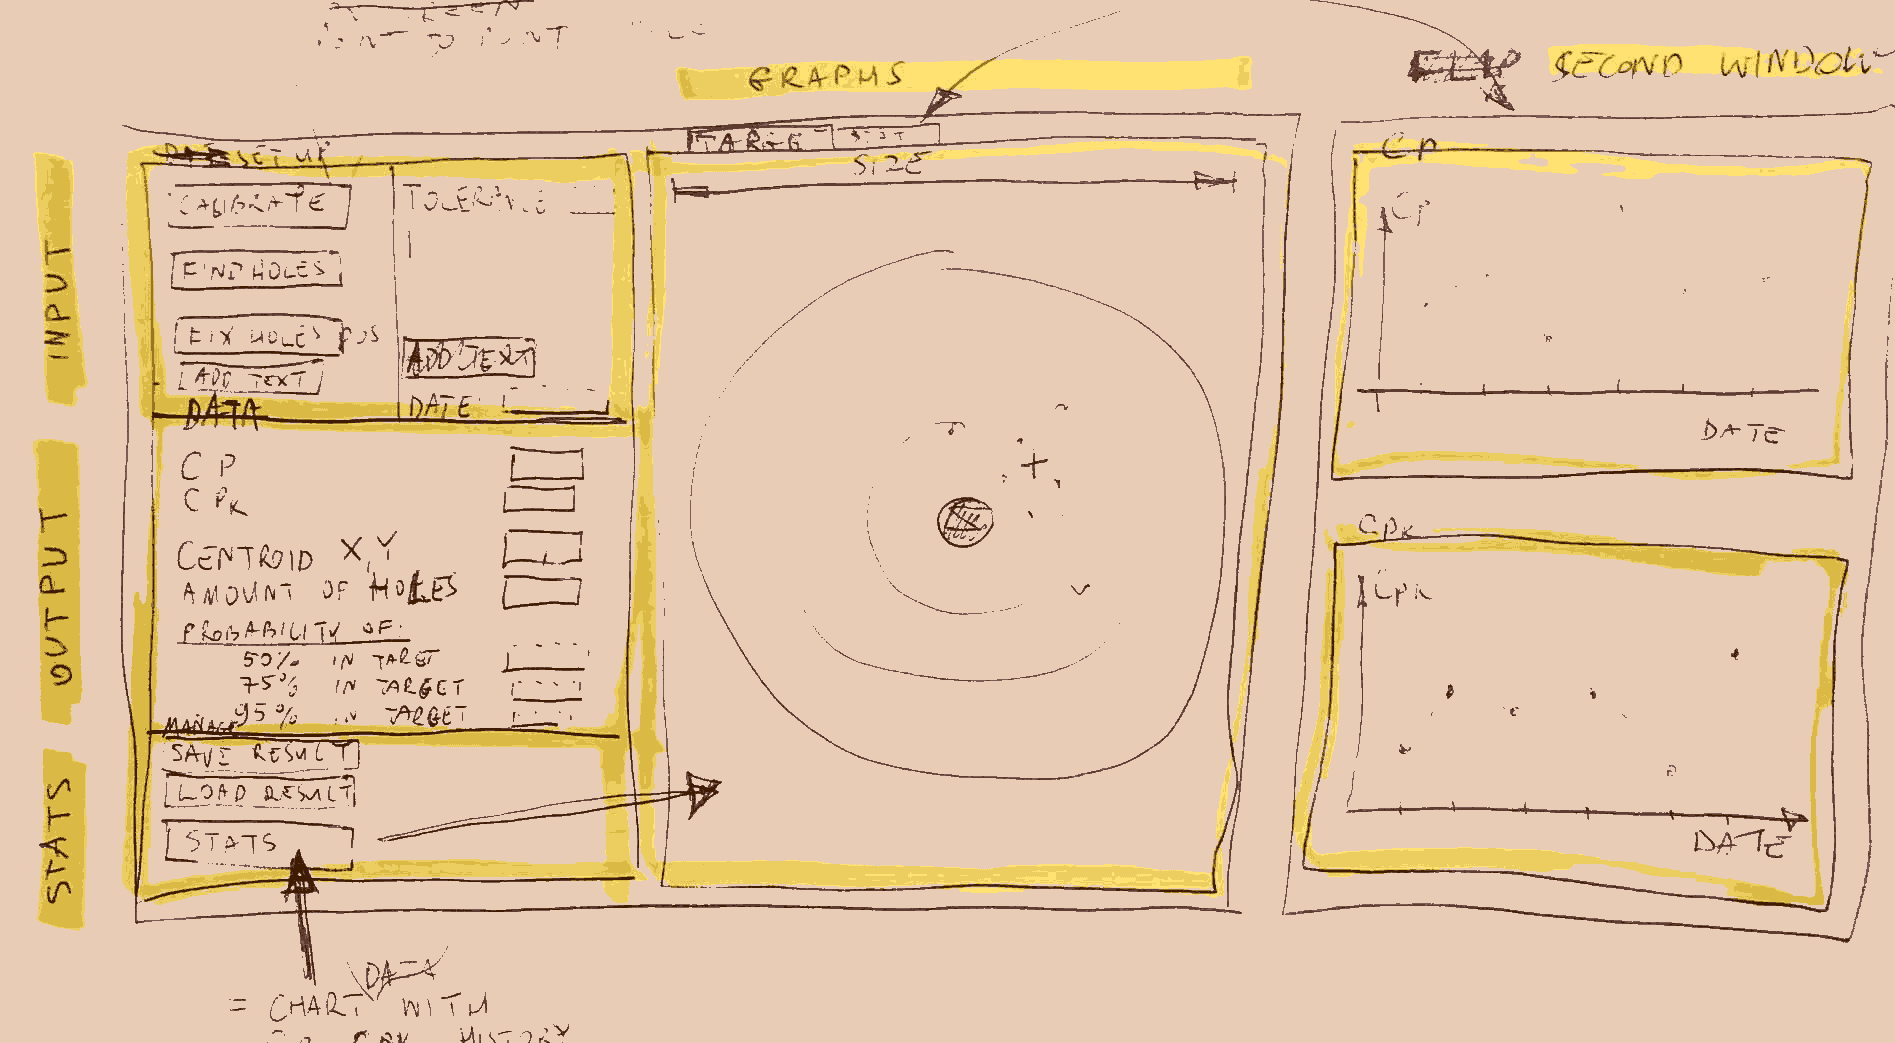 POINT TO POINT
GRAPHS
SECOND WINDOW
INPUT
OUTPUT
STATS
SET UP
CALIBRATE
FIND HOLES
FIX HOLES POS
ADD TEXT
TOLERANCE
ADD TEXT
DATE:
DATA
CP
CPK
CENTROID X,Y
AMOUNT OF HOLES
PROBABILITY OF:
50% IN TARGET
75% IN TARGET
95% IN TARGET
MANAGE
SAVE RESULT
LOAD RESULT
STATS
TARGET
SIZE
Cp
Cp
DATE
Cpk
Cpk
DATE
DATA
= CHART WITH
CPK HISTORY